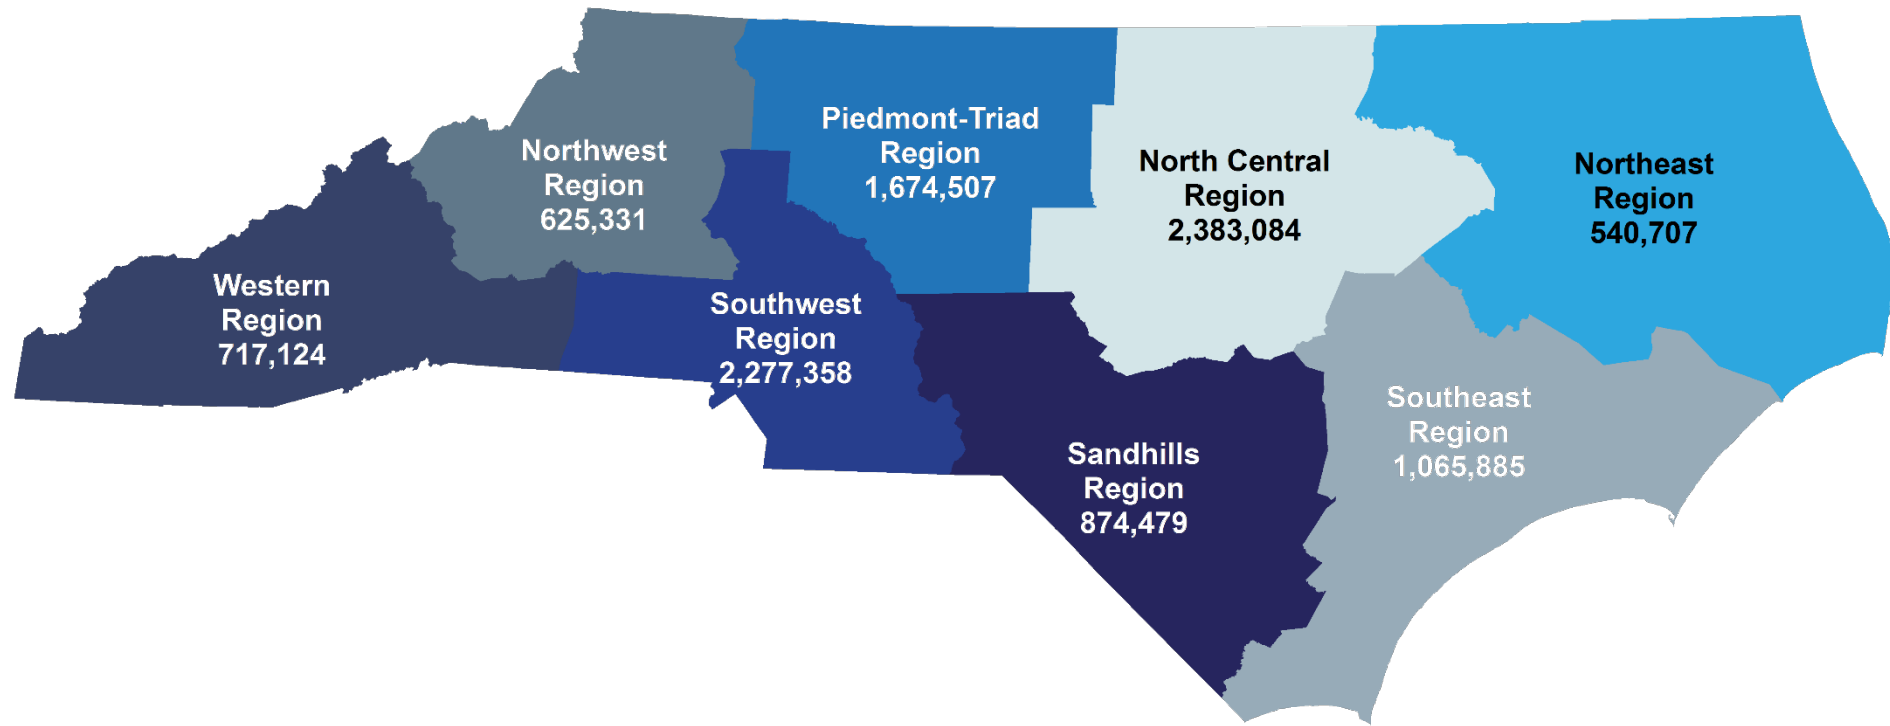 Northwest
Region
625,331
Piedmont-Triad
Region
1,674,507
North Central
Region
2,383,084
Northeast
Region
540,707
Western
Region
717,124
Southwest
Region
2,277,358
Sandhills
Region
874,479
Southeast
Region
1,065,885